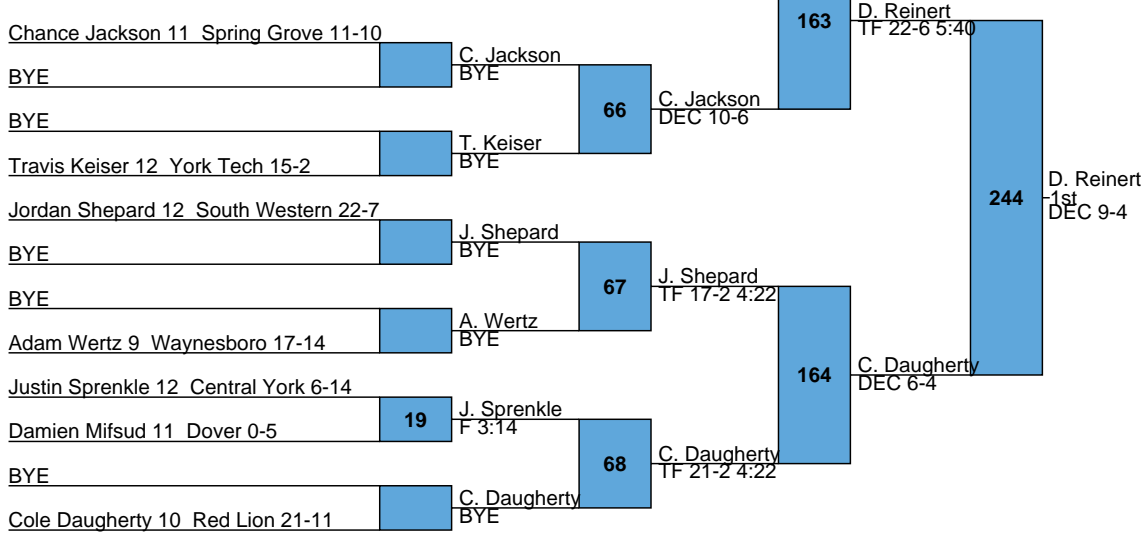 Chance Jackson 11  Spring Grove 11-10
BYE
BYE
Travis Keiser 12  York Tech 15-2
Jordan Shepard 12  South Western 22-7
BYE
BYE
Adam Wertz 9  Waynesboro 17-14
Justin Sprenkle 12  Central York 6-14
Damien Mifsud 11  Dover 0-5
BYE
Cole Daugherty 10  Red Lion 21-11
19
C. Jackson
BYE
T. Keiser
BYE
J. Shepard
BYE
A. Wertz
BYE
J. Sprenkle
F 3:14
C. Daugherty
BYE
66
67
68
C. Jackson
DEC 10-6
J. Shepard
TF 17-2 4:22
C. Daugherty
TF 21-2 4:22
163
164
D. Reinert
TF 22-6 5:40
C. Daugherty
DEC 6-4
244
D. Reinert
1st
DEC 9-4